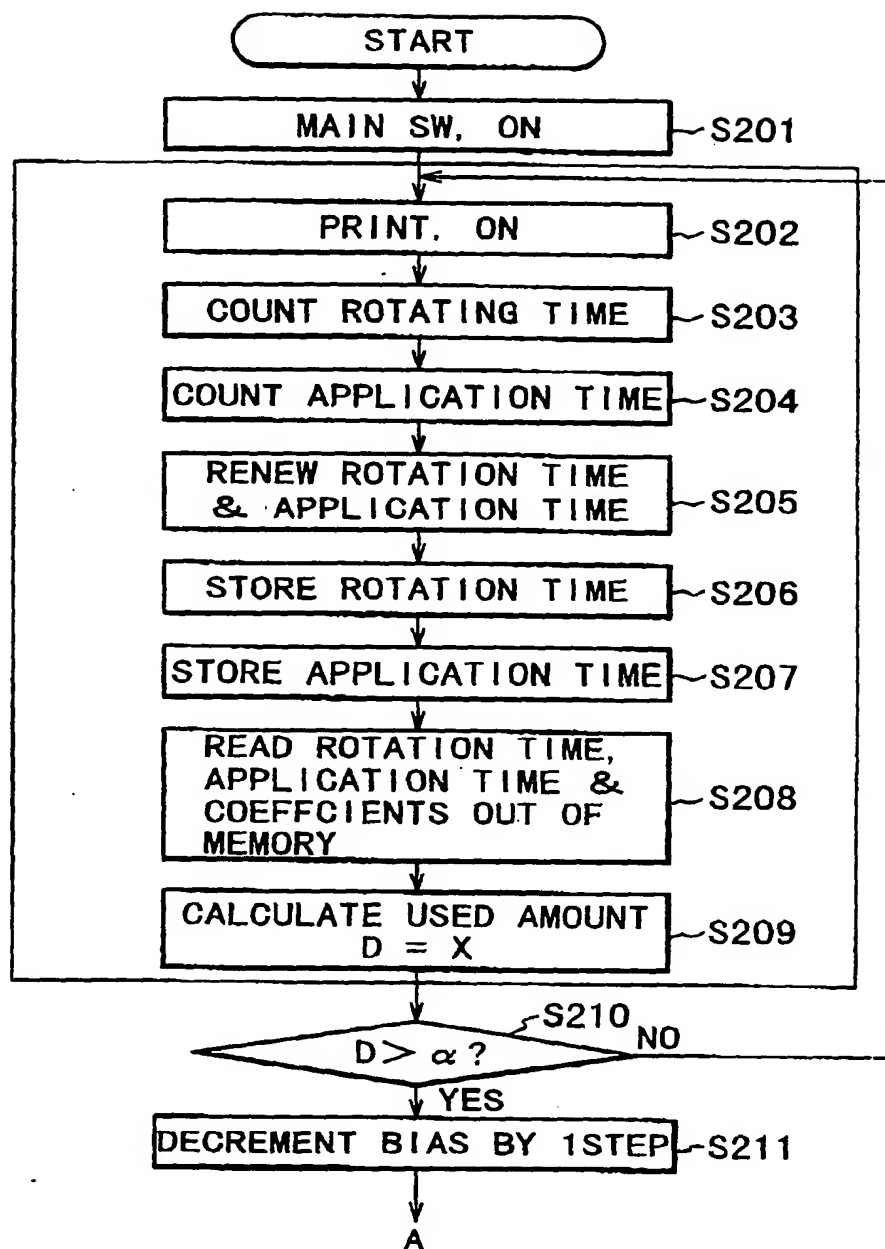 START
MAIN SW. ON
S201
PRINT. ON
S202
COUNT ROTATING TIME
S203
COUNT APPLICATION TIME
S204
RENEW ROTATION TIME
& APPLICATION TIME
S205
STORE ROTATION TIME
S206
STORE APPLICATION TIME
S207
READ ROTATION TIME,
APPLICATION TIME &
COEFFCIENTS OUT OF
MEMORY
S208
CALCULATE USED AMOUNT
D = X
S209
S210
D > α ?
NO
YES
DECREMENT BIAS BY 1STEP
S211
A